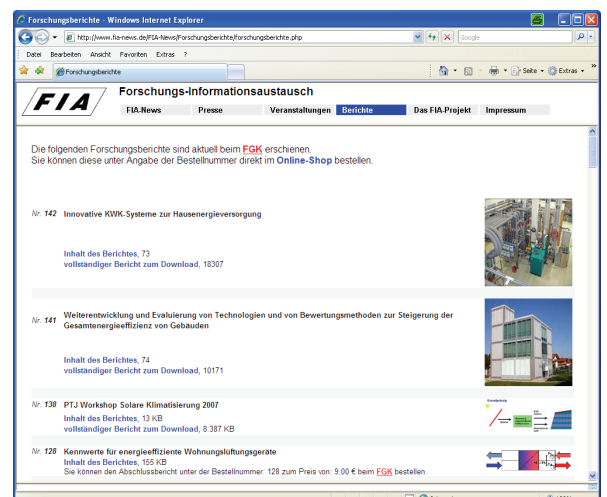 Forschungsberichte - Windows Internet Explorer
http://www.fia-news.de/FIA-News/Forschungsberichte/forschungsberichte.php
Google
Datei Bearbeiten Ansicht Favoriten Extras ?
Forschungsberichte
Seite Extras
FIA
Forschungs-Informationsaustausch
FIA-News Presse Veranstaltungen Berichte Das FIA-Projekt Impressum
Die folgenden Forschungsberichte sind aktuell beim FGK erschienen.
Sie können diese unter Angabe der Bestellnummer direkt im Online-Shop bestellen.
Nr. 142 Innovative KWK-Systeme zur Hausenergieversorgung
Inhalt des Berichtes, 73
vollständiger Bericht zum Download, 18307
Nr. 141 Weiterentwicklung und Evaluierung von Technologien und von Bewertungsmethoden zur Steigerung der
Gesamtenergieeffizienz von Gebäuden
Inhalt des Berichtes, 74
vollständiger Bericht zum Download, 10171
Nr. 138 PTJ Workshop Solare Klimatisierung 2007
Inhalt des Berichtes, 13 KB
vollständiger Bericht zum Download, 8.387 KB
Nr. 128 Kennwerte für energieeffiziente Wohnungslüftungsgeräte
Inhalt des Berichtes, 155 KB
Sie können den Abschlussbericht unter der Bestellnummer: 128 zum Preis von: 9,00 € beim FGK bestellen.